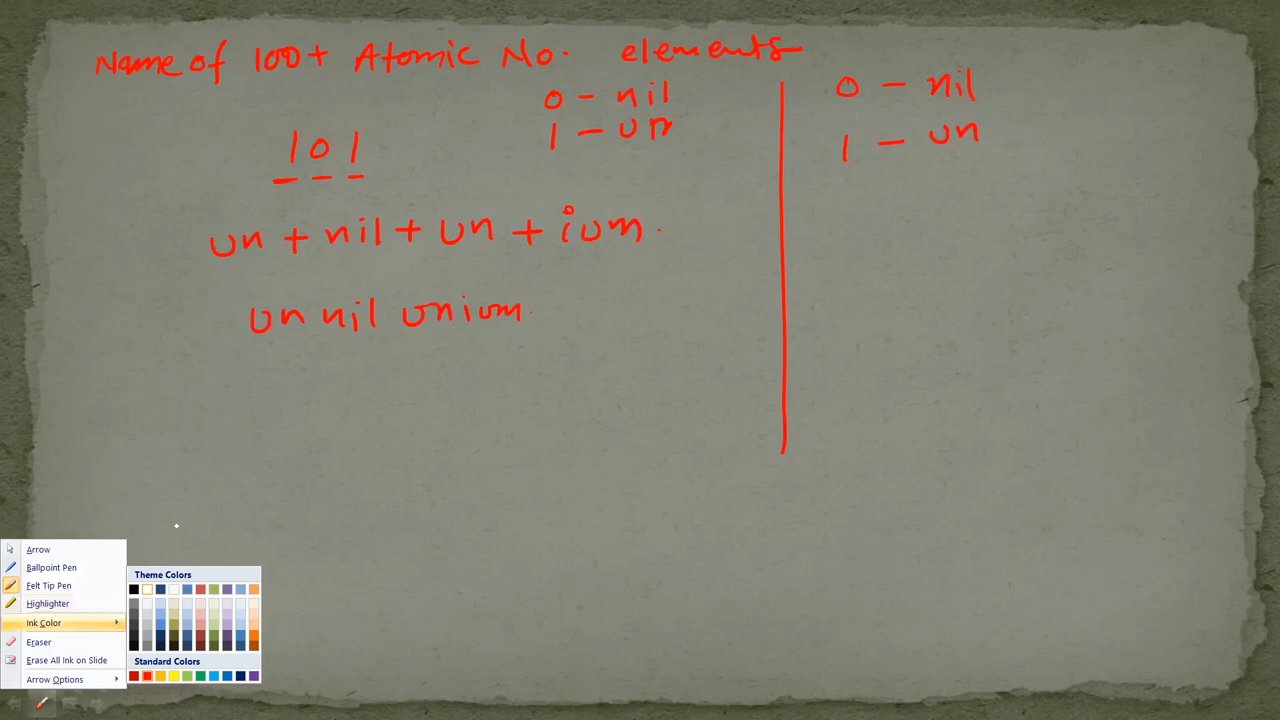 Name of 100+ Atomic No. elements
0 - nil
1 - un
101
un + nil + un + ium.
un nil unium.
0 - nil
1 - un
Arrow
Ballpoint Pen
Felt Tip Pen
Highlighter
Ink Color
Eraser
Erase All Ink on Slide
Arrow Options
Theme Colors
Standard Colors